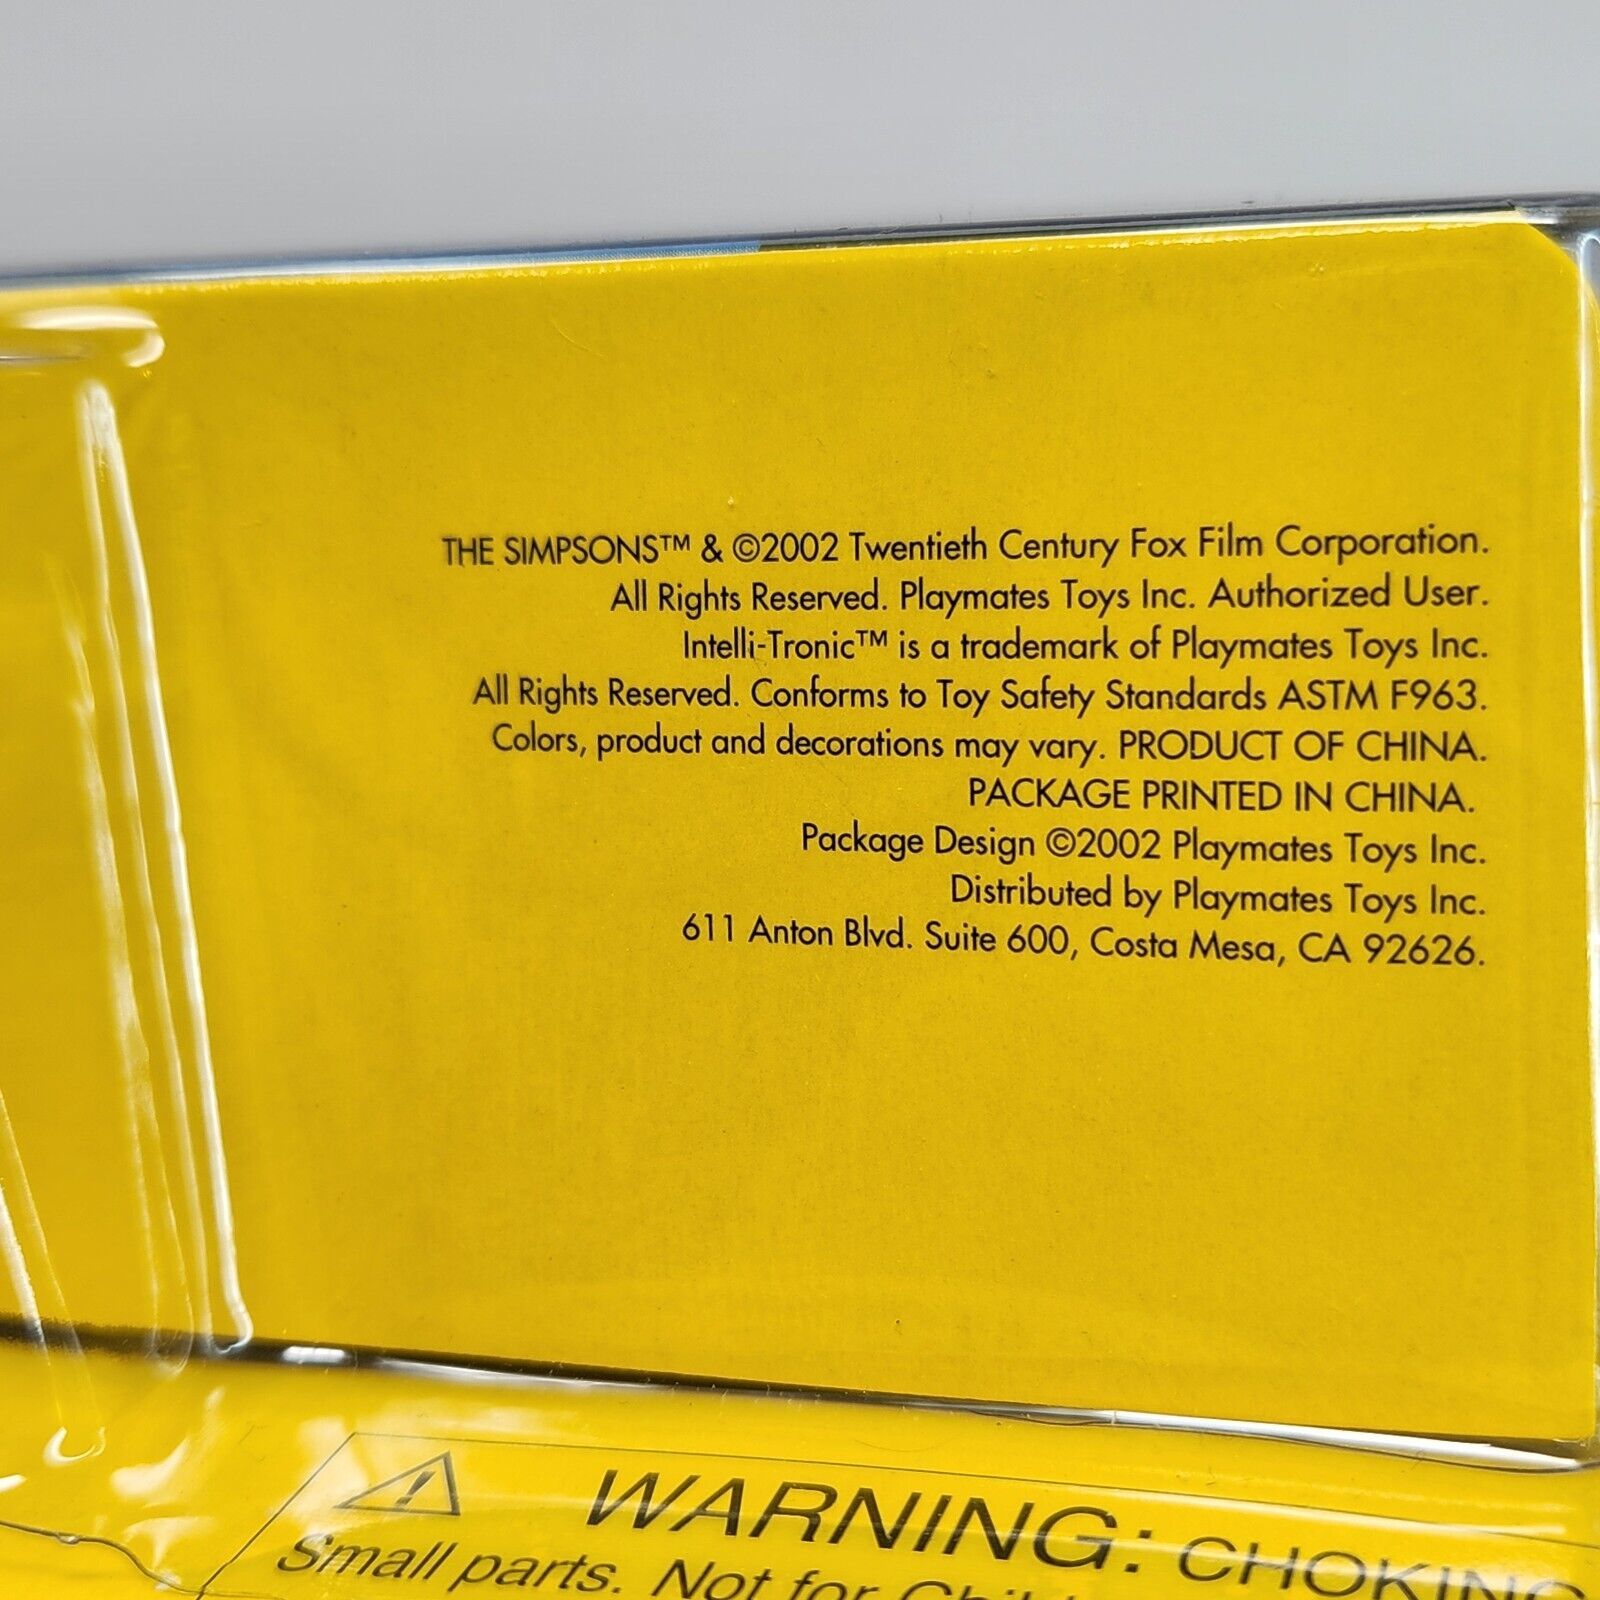 THE SIMPSONS™ & ©2002 Twentieth Century Fox Film Corporation.
All Rights Reserved. Playmates Toys Inc. Authorized User.
Intelli-Tronic™ is a trademark of Playmates Toys Inc.
All Rights Reserved. Conforms to Toy Safety Standards ASTM F963.
Colors, product and decorations may vary. PRODUCT OF CHINA.
PACKAGE PRINTED IN CHINA.
Package Design ©2002 Playmates Toys Inc.
Distributed by Playmates Toys Inc.
611 Anton Blvd. Suite 600, Costa Mesa, CA 92626.
WARNING: CHOKING
Small parts. Not for